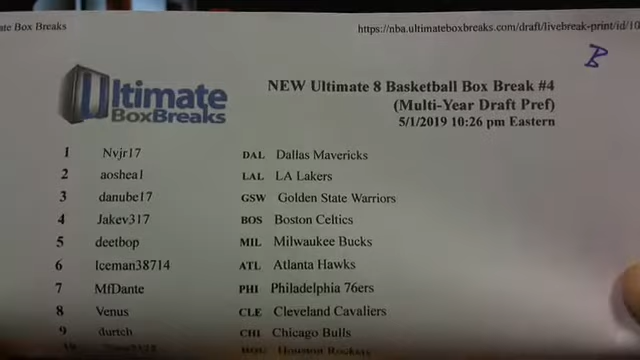 ate Box Breaks https://nba.ultimateboxbreaks.com/draft/livebreak-print/id/10
B
Ultimate
BoxBreaks
NEW Ultimate 8 Basketball Box Break #4
(Multi-Year Draft Pref)
5/1/2019 10:26 pm Eastern
1 Nvjr17 DAL Dallas Mavericks
2 aoshea1 LAL LA Lakers
3 danube17 GSW Golden State Warriors
4 Jakev317 BOS Boston Celtics
5 deetbop MIL Milwaukee Bucks
6 Iceman38714 ATL Atlanta Hawks
7 MfDante PHI Philadelphia 76ers
8 Venus CLE Cleveland Cavaliers
9 durtch CHI Chicago Bulls
10 HOU Houston Rockets